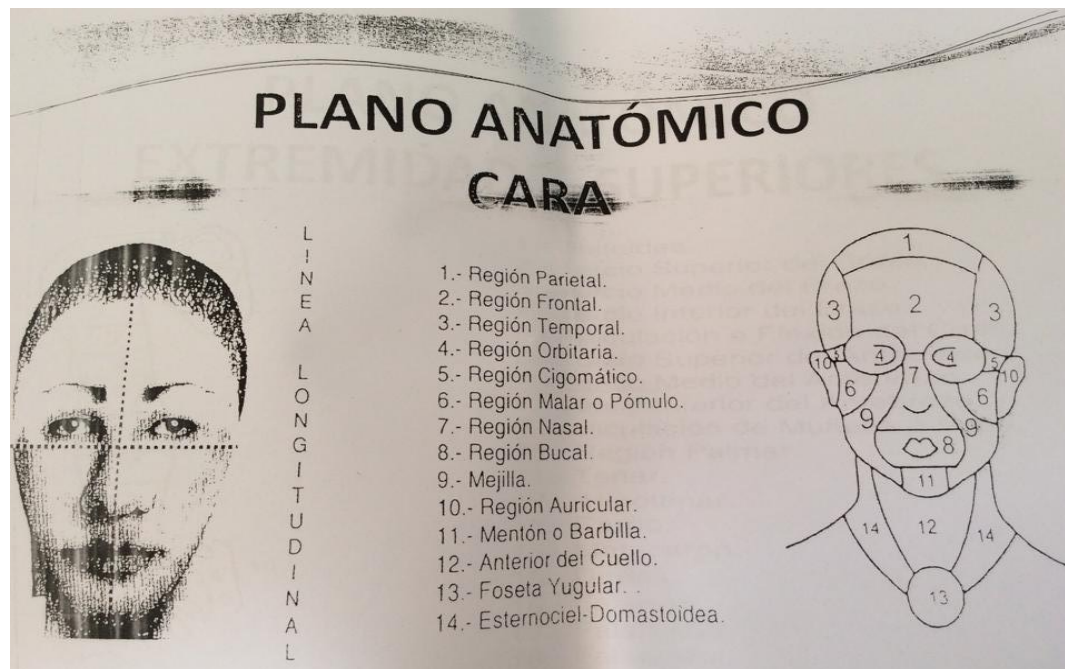 PLANO ANATÓMICO
CARA
LINEA LONGITUDINAL
1.- Región Parietal.
2.- Región Frontal.
3.- Región Temporal.
4.- Región Orbitaria.
5.- Región Cigomático.
6.- Región Malar o Pómulo.
7.- Región Nasal.
8.- Región Bucal.
9.- Mejilla.
10.- Región Auricular.
11.- Mentón o Barbilla.
12.- Anterior del Cuello.
13.- Foseta Yugular. .
14.- Esternociel-Domastoidea.
1
2
3
3
4
4
5
5
10
10
6
6
7
9
9
8
11
12
14
14
13